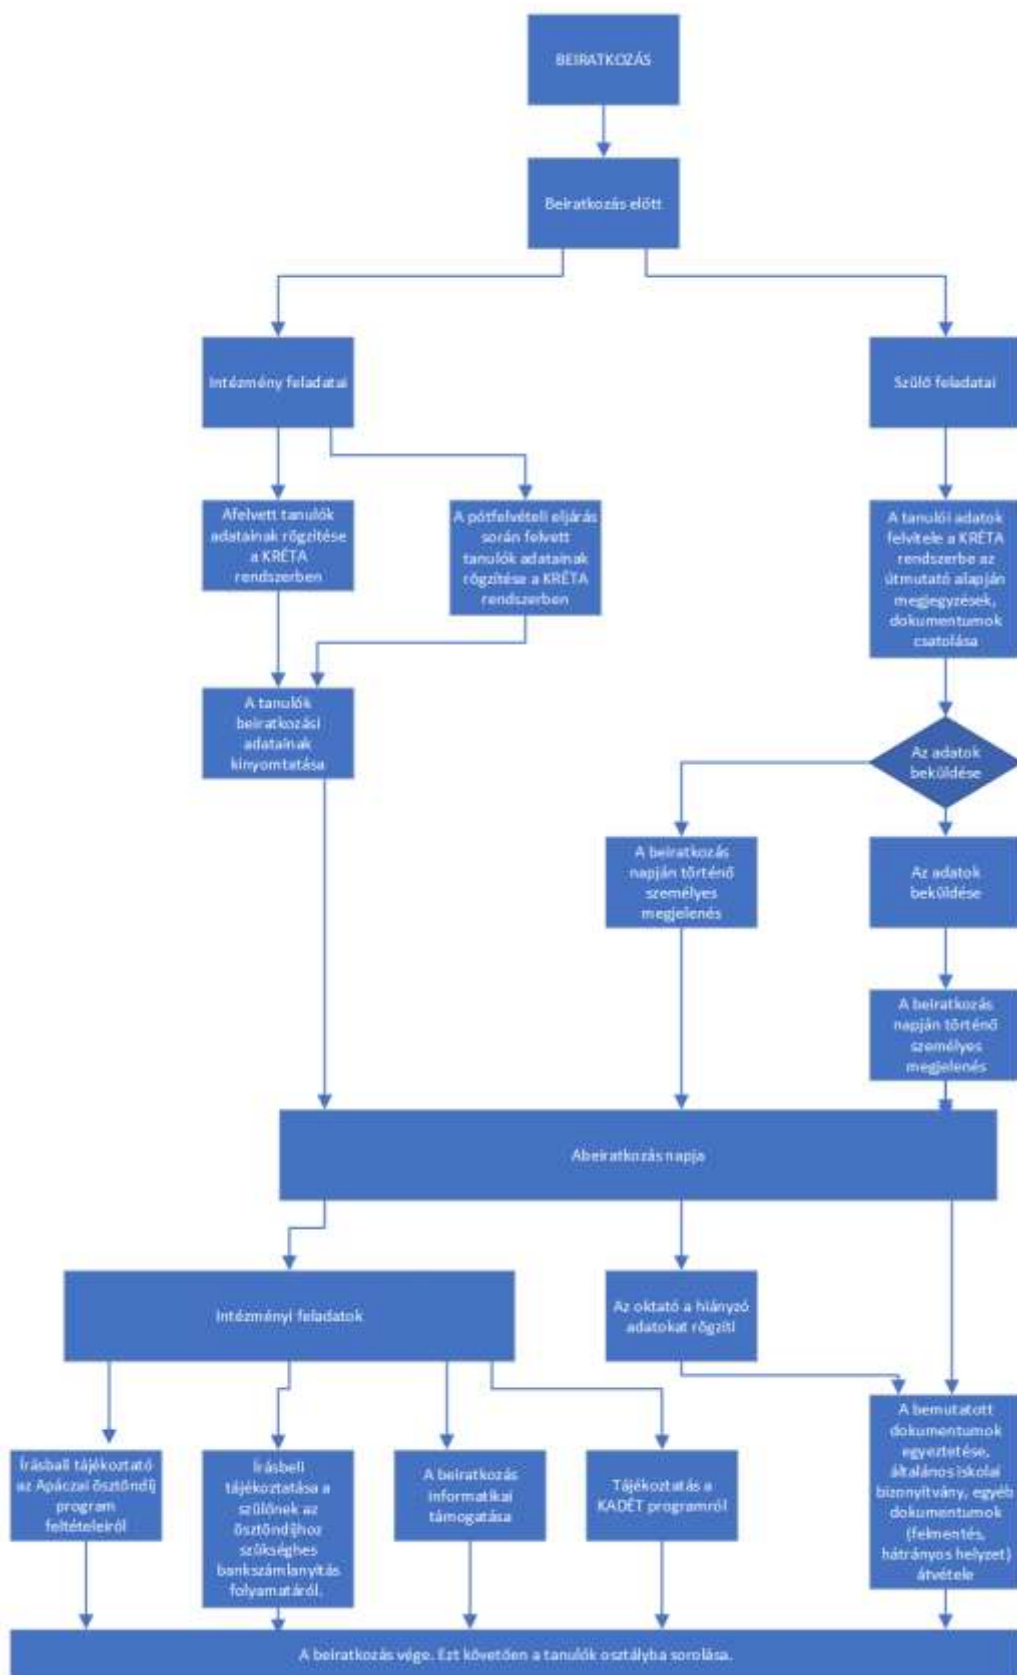 BEIRATKOZÁS
Beiratkozás előtt
Intézmény feladatai
Szülő feladatai
Afelvett tanulók
adatainak rögzítése
a KRÉTA
rendszerben
A pótfelvételi eljárás
során felvett
tanulók adatainak
rögzítése a KRÉTA
rendszerben
A tanulói adatok
felvitele a KRÉTA
rendszerbe az
útmutató alapján
megjegyzések,
dokumentumok
csatolása
A tanulók
beiratkozási
adatainak
kinyomtatása
Az adatok
beküldése
A beiratkozás
napján történő
személyes
megjelenés
Az adatok
beküldése
A beiratkozás
napján történő
személyes
megjelenés
Abeiratkozás napja
Intézményi feladatok
Az oktató a hiányzó
adatokat rögzíti
A bemutatott
dokumentumok
egyeztetése,
általános iskolai
bizonyítvány, egyéb
dokumentumok
(felmentés,
hátrányos helyzet)
átvétele
Írásbeli tájékoztató
az Apáczai ösztöndíj
program
feltételeiről
Írásbeli
tájékoztatása a
szülőnek az
ösztöndíjhoz
szükséghes
bankszámlanyitás
folyamatáról.
A beiratkozás
informatikai
támogatása
Tájékoztatás a
KADÉT programról
A beiratkozás vége. Ezt követően a tanulók osztályba sorolása.